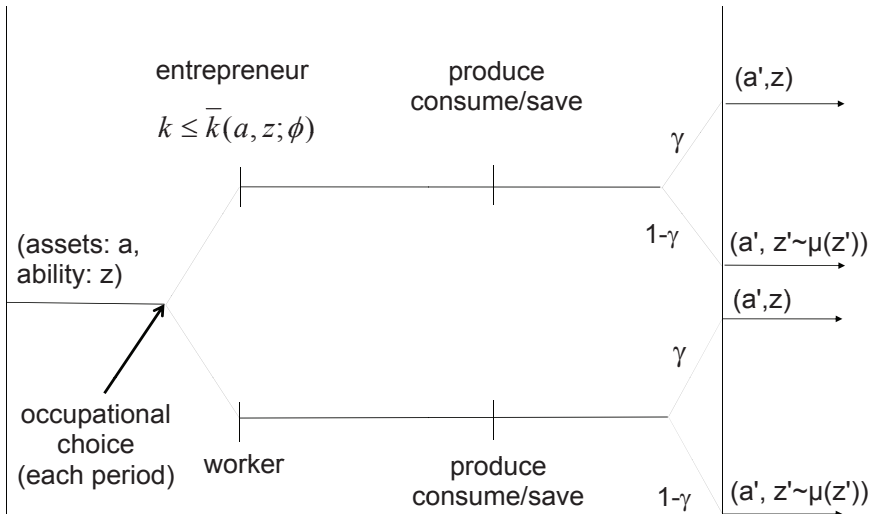 entrepreneur
k ≤ k̅(a, z; ϕ)
produce
consume/save
(a',z)
γ
1-γ
(a', z'~μ(z'))
(assets: a,
ability: z)
(a',z)
γ
occupational
choice
(each period)
worker
produce
consume/save
1-γ
(a', z'~μ(z'))